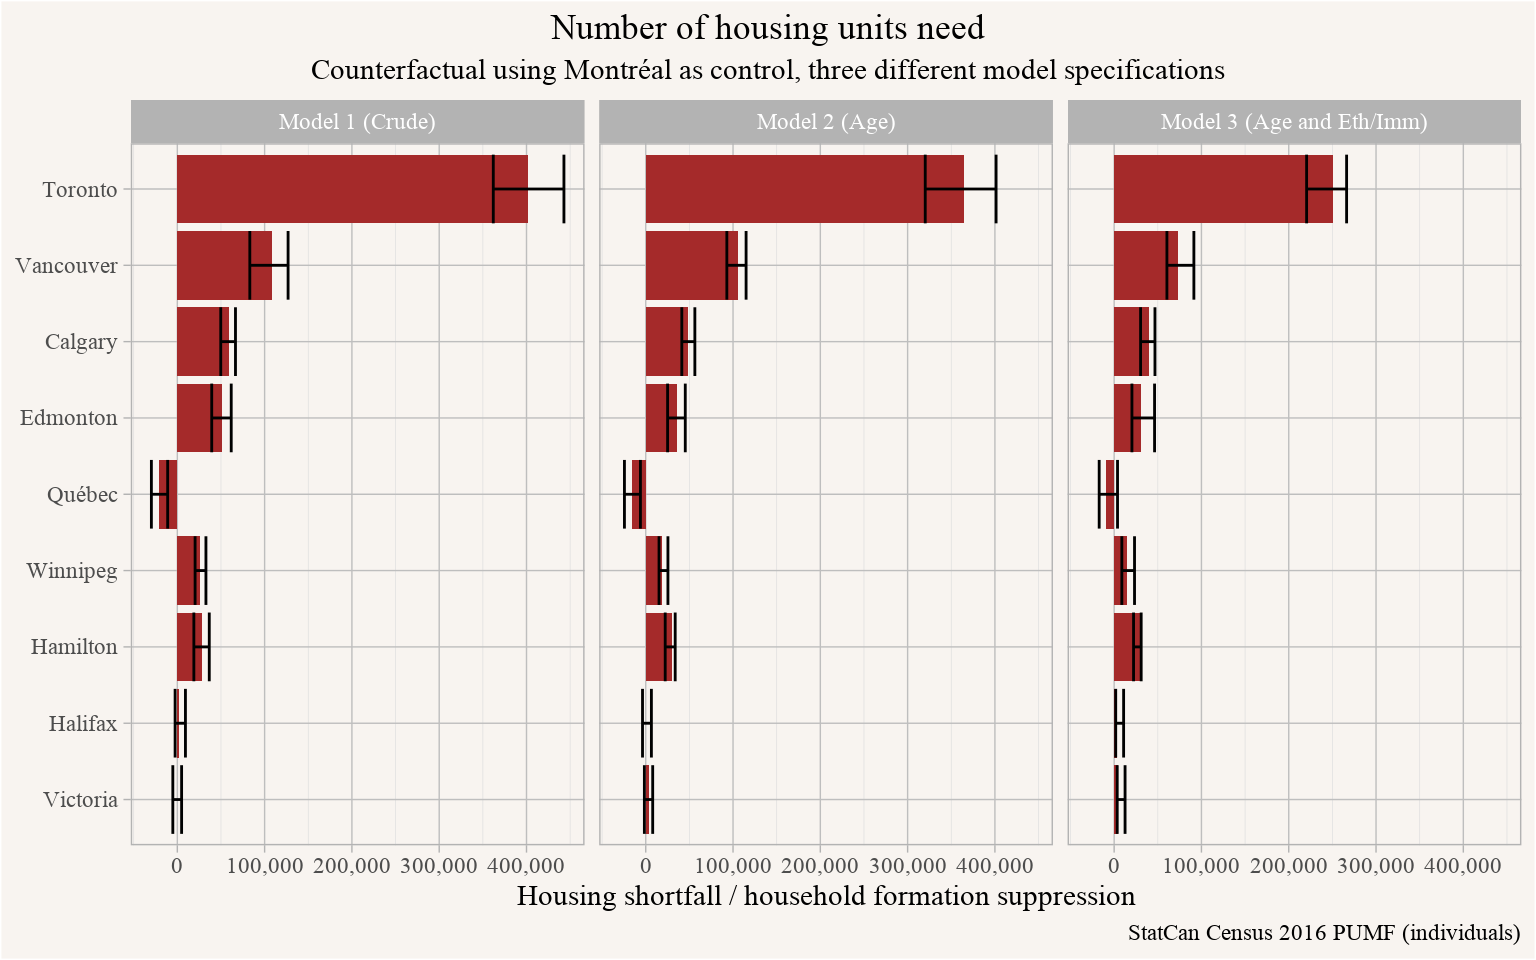 Number of housing units need
Counterfactual using Montréal as control, three different model specifications
Model 1 (Crude)
Model 2 (Age)
Model 3 (Age and Eth/Imm)
Toronto
Vancouver
Calgary
Edmonton
Québec
Winnipeg
Hamilton
Halifax
Victoria
0 100,000 200,000 300,000 400,000
0 100,000 200,000 300,000 400,000
0 100,000 200,000 300,000 400,000
Housing shortfall / household formation suppression
StatCan Census 2016 PUMF (individuals)